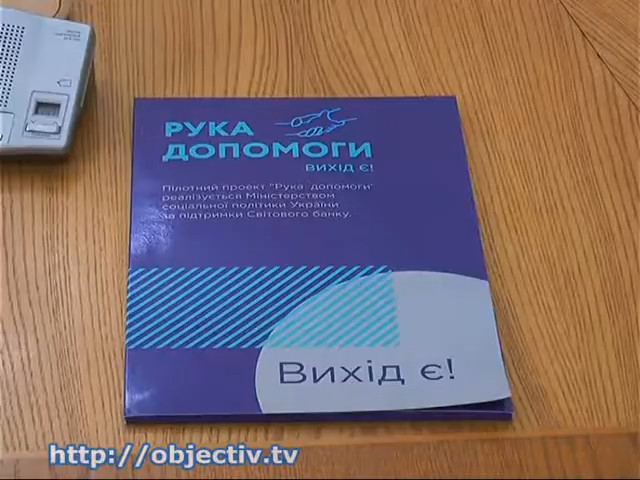 РУКА
ДОПОМОГИ
ВИХІД Є!
Пілотний проект "Рука допомоги"
реалізується Міністерством
соціальної політики України
за підтримки Світового банку.
Вихід є!
http://objectiv.tv